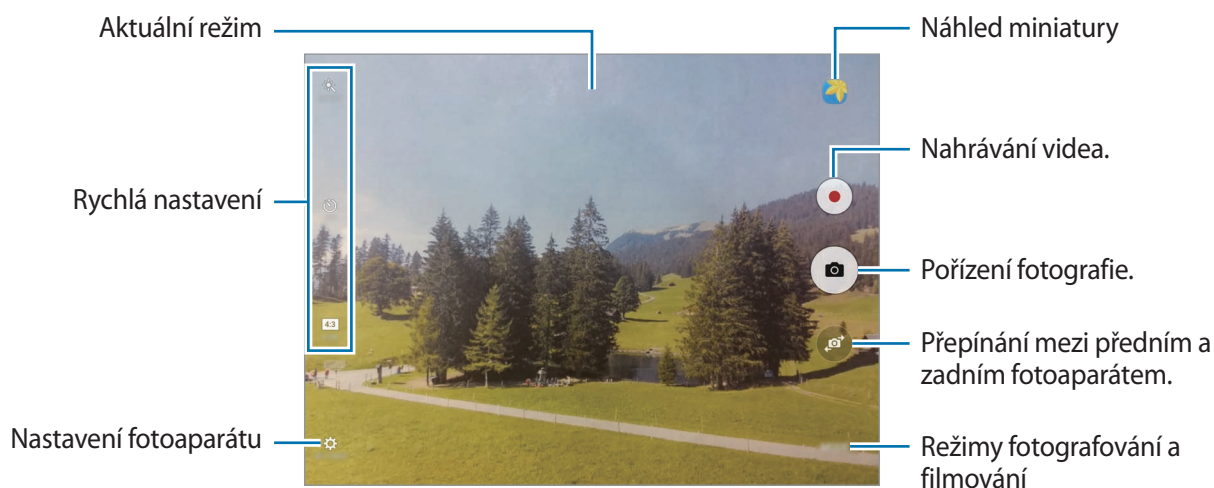 Aktuální režim
Rychlá nastavení
4:3
Nastavení fotoaparátu
Náhled miniatury
Nahrávání videa.
Pořízení fotografie.
Přepínání mezi předním a
zadním fotoaparátem.
Režimy fotografování a
filmování